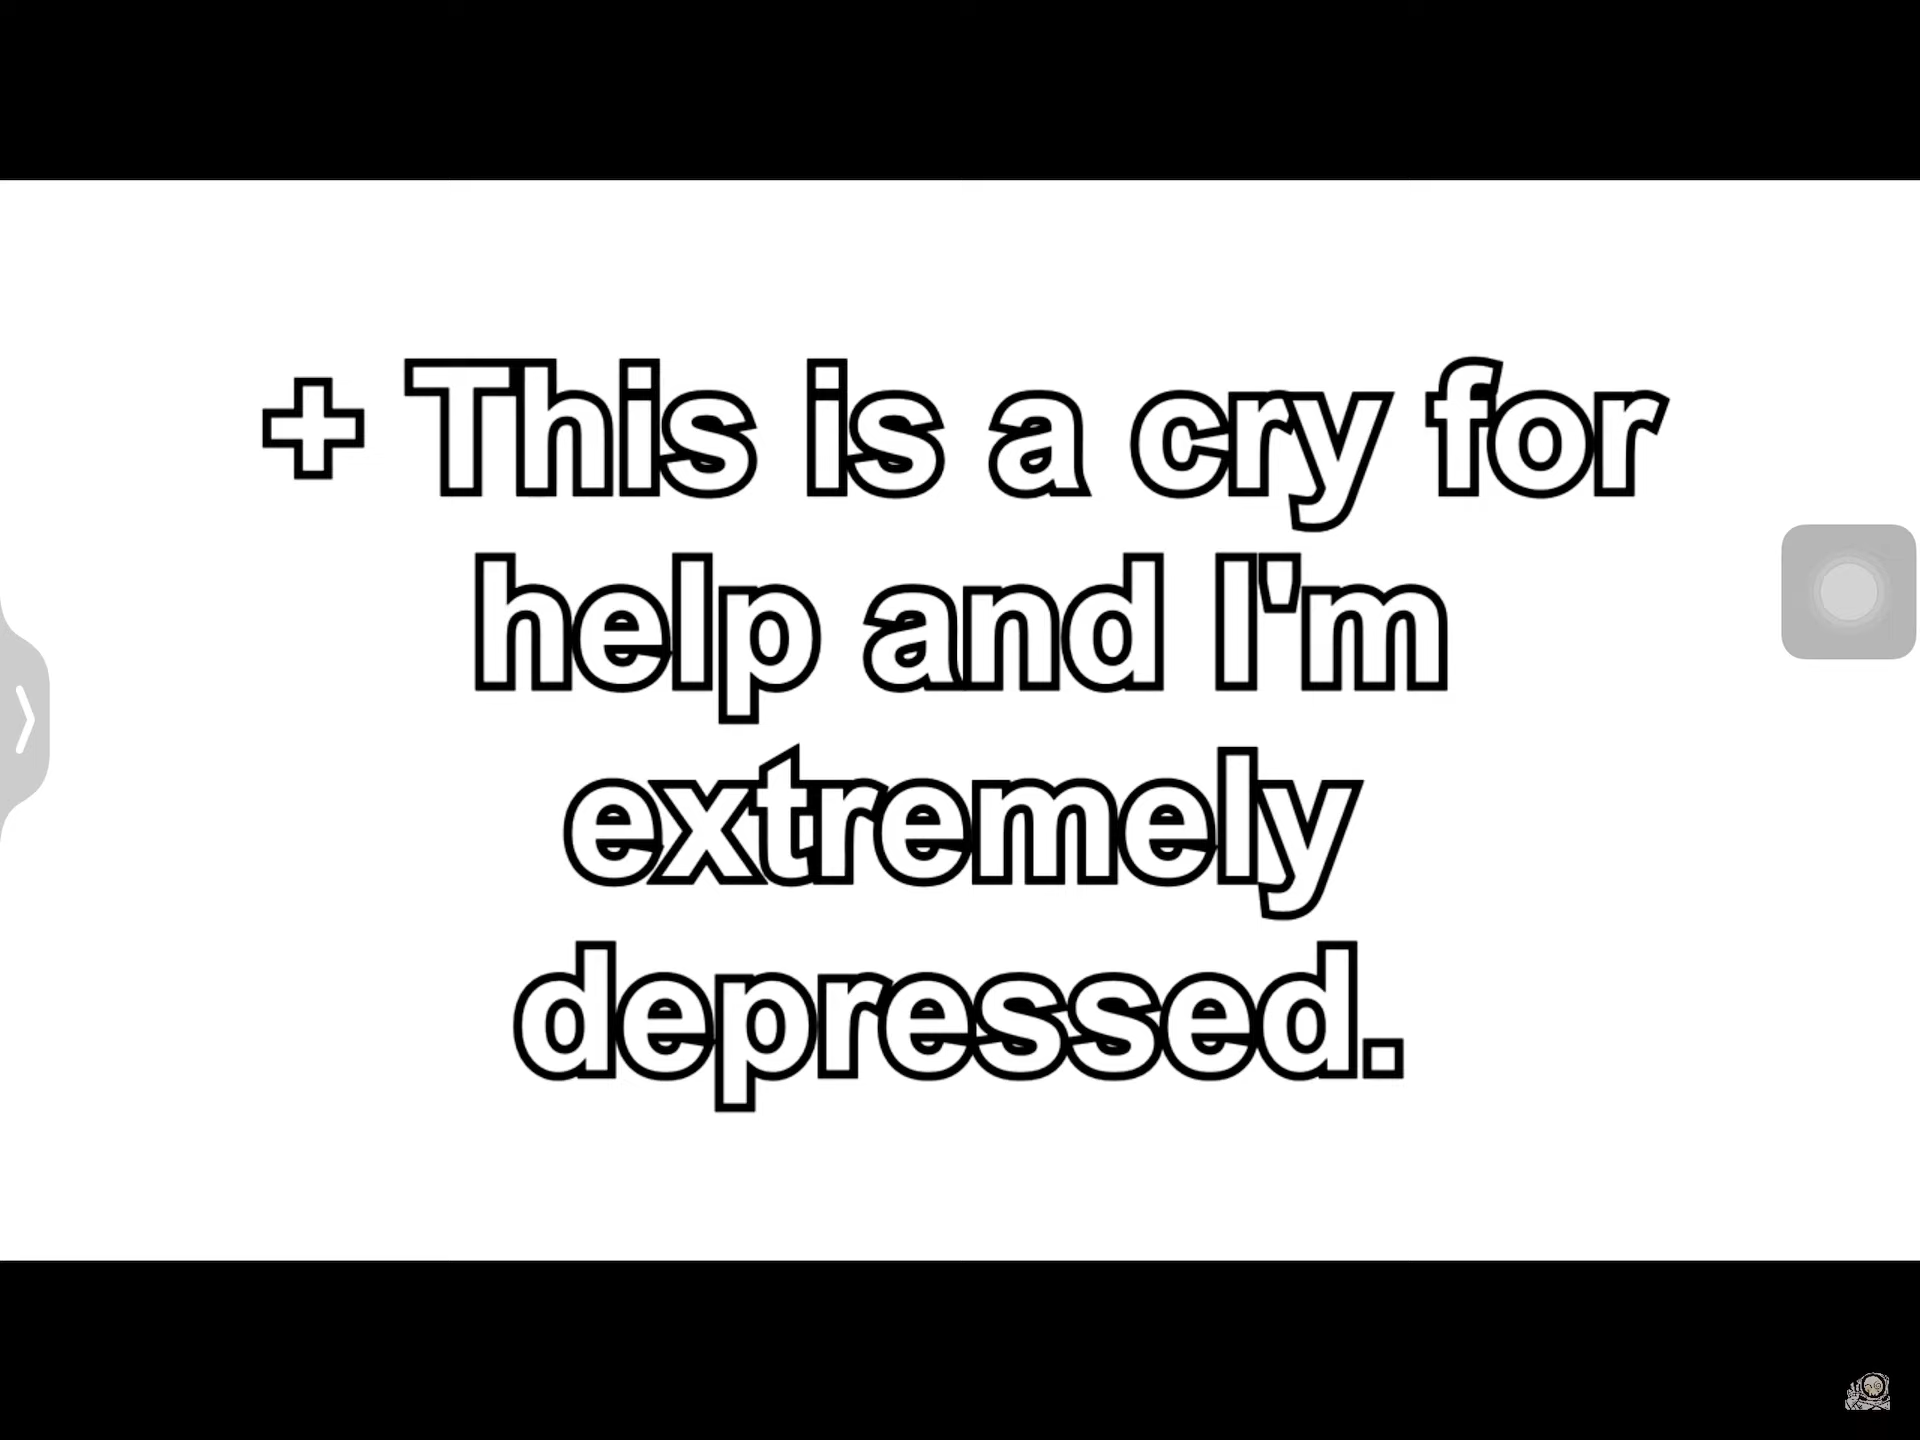 + This is a cry for
help and I'm
extremely
depressed.